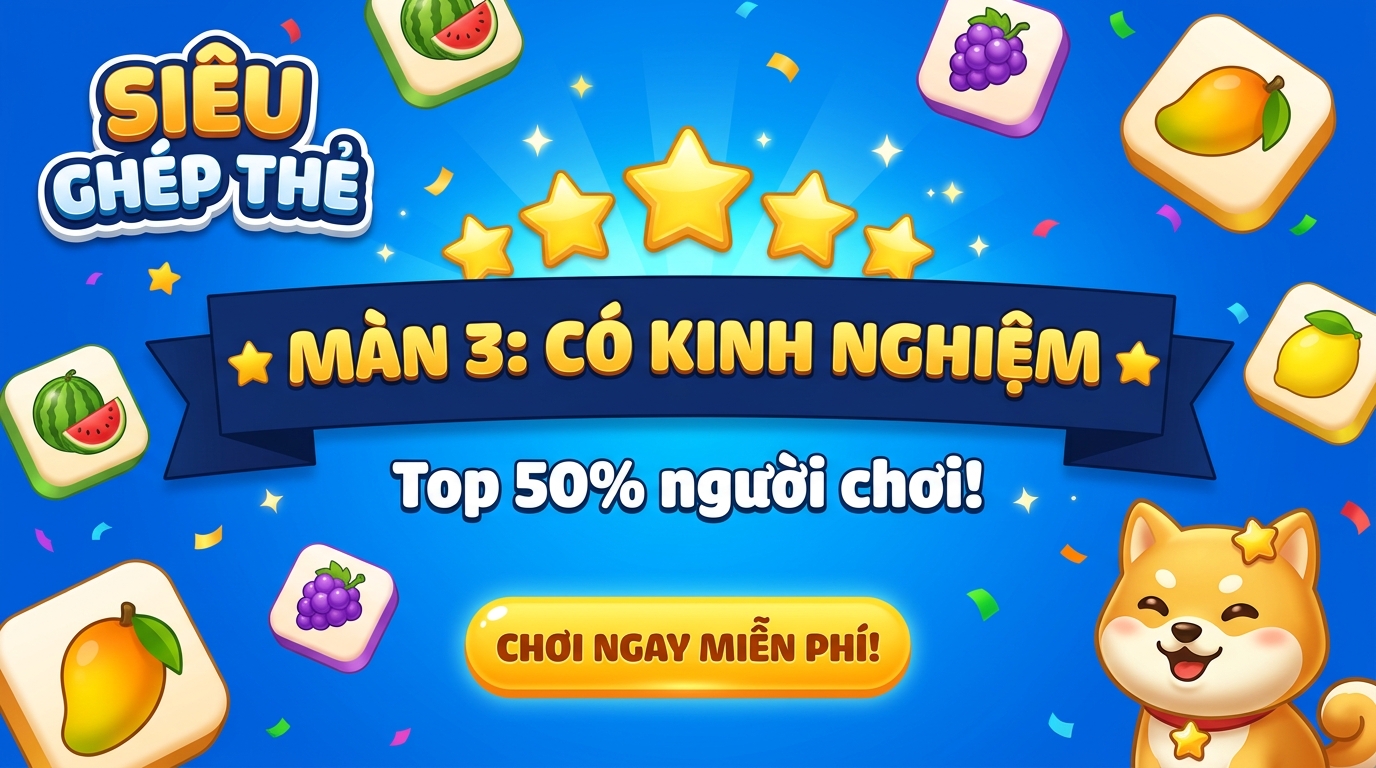 SIÊU
GHÉP THẺ
MÀN 3: CÓ KINH NGHIỆM
Top 50% người chơi!
CHƠI NGAY MIỄN PHÍ!